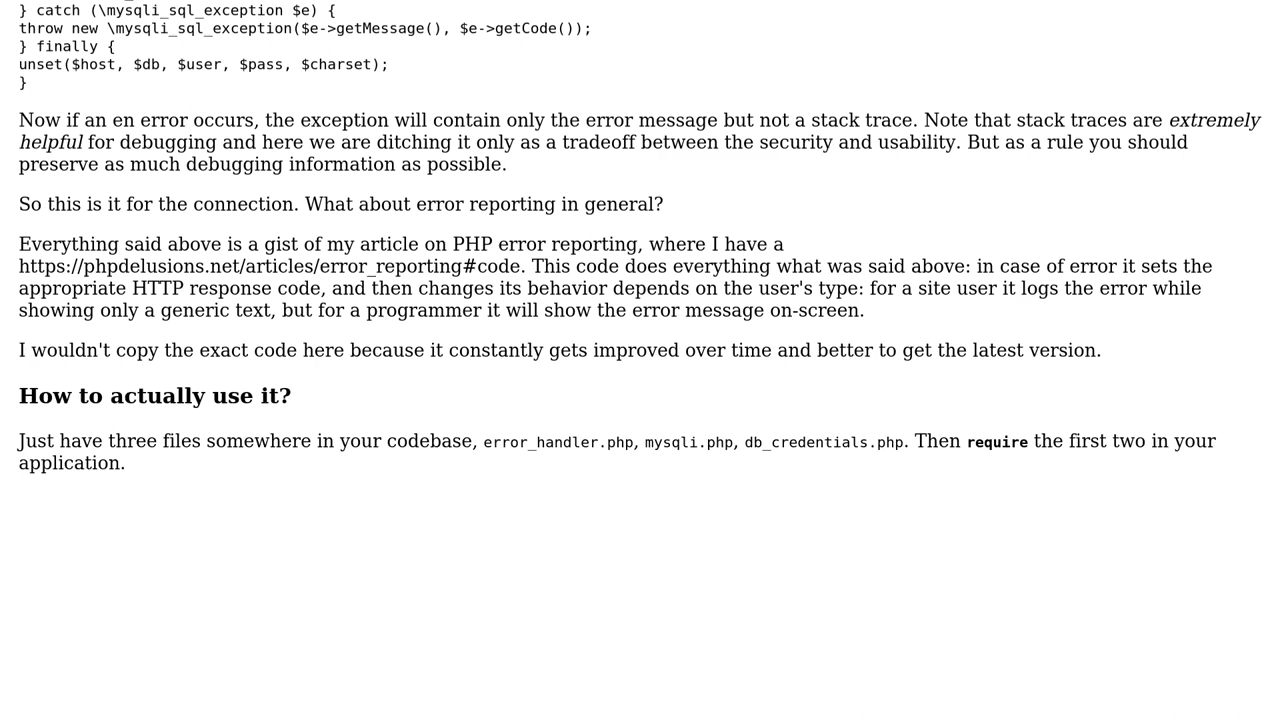 } catch (\mysqli_sql_exception $e) {
throw new \mysqli_sql_exception($e->getMessage(), $e->getCode());
} finally {
unset($host, $db, $user, $pass, $charset);
}
Now if an en error occurs, the exception will contain only the error message but not a stack trace. Note that stack traces are extremely
helpful for debugging and here we are ditching it only as a tradeoff between the security and usability. But as a rule you should
preserve as much debugging information as possible.
So this is it for the connection. What about error reporting in general?
Everything said above is a gist of my article on PHP error reporting, where I have a
https://phpdelusions.net/articles/error_reporting#code. This code does everything what was said above: in case of error it sets the
appropriate HTTP response code, and then changes its behavior depends on the user's type: for a site user it logs the error while
showing only a generic text, but for a programmer it will show the error message on-screen.
I wouldn't copy the exact code here because it constantly gets improved over time and better to get the latest version.
How to actually use it?
Just have three files somewhere in your codebase, error_handler.php, mysqli.php, db_credentials.php. Then require the first two in your
application.